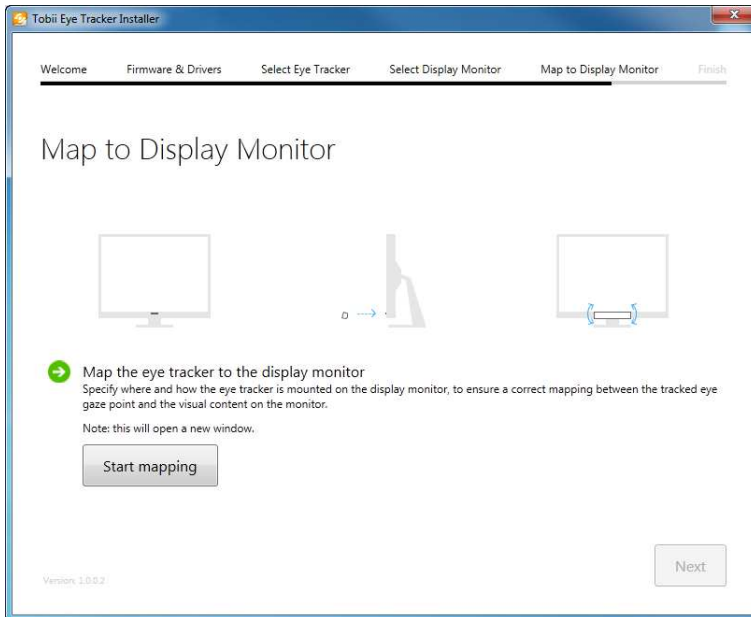 Tobii Eye Tracker Installer
Welcome Firmware & Drivers Select Eye Tracker Select Display Monitor Map to Display Monitor Finish
Map to Display Monitor
Map the eye tracker to the display monitor
Specify where and how the eye tracker is mounted on the display monitor, to ensure a correct mapping between the tracked eye
gaze point and the visual content on the monitor.
Note: this will open a new window.
Start mapping
Next
Version: 1.0.0.2